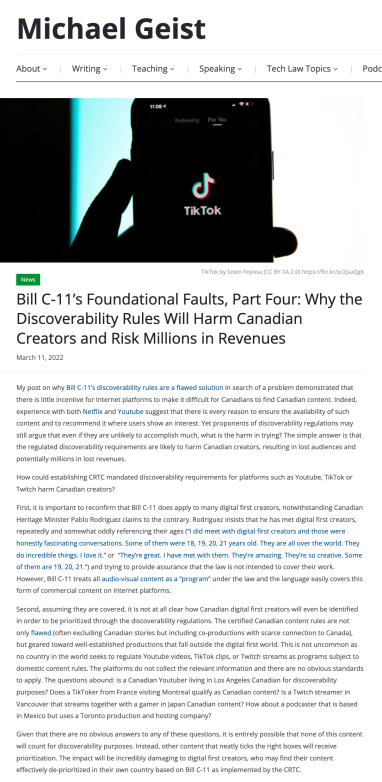 Michael Geist
About
Writing
Teaching
Speaking
Tech Law Topics
Podc
11:08
Following For You
TikTok
TikTok by Solen Feyissa (CC BY-SA 2.0) https://flic.kr/p/2jsaQgX
News
Bill C-11’s Foundational Faults, Part Four: Why the
Discoverability Rules Will Harm Canadian
Creators and Risk Millions in Revenues
March 11, 2022
My post on why Bill C-11’s discoverability rules are a flawed solution in search of a problem demonstrated that
there is little incentive for Internet platforms to make it difficult for Canadians to find Canadian content. Indeed,
experience with both Netflix and Youtube suggest that there is every reason to ensure the availability of such
content and to recommend it where users show an interest. Yet proponents of discoverability regulations may
still argue that even if they are unlikely to accomplish much, what is the harm in trying? The simple answer is that
the regulated discoverability requirements are likely to harm Canadian creators, resulting in lost audiences and
potentially millions in lost revenues.
How could establishing CRTC mandated discoverability requirements for platforms such as Youtube, TikTok or
Twitch harm Canadian creators?
First, it is important to reconfirm that Bill C-11 does apply to many digital first creators, notwithstanding Canadian
Heritage Minister Pablo Rodriguez claims to the contrary. Rodriguez insists that he has met digital first creators,
repeatedly and somewhat oddly referencing their ages (“I did meet with digital first creators and those were
honestly fascinating conversations. Some of them were 18, 19, 20, 21 years old. They are all over the world. They
do incredible things. I love it.” or “They’re great. I have met with them. They’re amazing. They’re so creative. Some
of them are 19, 20, 21.”) and trying to provide assurance that the law is not intended to cover their work.
However, Bill C-11 treats all audio-visual content as a “program” under the law and the language easily covers this
form of commercial content on Internet platforms.
Second, assuming they are covered, it is not at all clear how Canadian digital first creators will even be identified
in order to be prioritized through the discoverability regulations. The certified Canadian content rules are not
only flawed (often excluding Canadian stories but including co-productions with scarce connection to Canada),
but geared toward well-established productions that fall outside the digital first world. This is not uncommon as
no country in the world seeks to regulate Youtube videos, TikTok clips, or Twitch streams as programs subject to
domestic content rules. The platforms do not collect the relevant information and there are no obvious standards
to apply. The questions abound: is a Canadian Youtuber living in Los Angeles Canadian for discoverability
purposes? Does a TikToker from France visiting Montreal qualify as Canadian content? Is a Twitch streamer in
Vancouver that streams together with a gamer in Japan Canadian content? How about a podcaster that is based
in Mexico but uses a Toronto production and hosting company?
Given that there are no obvious answers to any of these questions, it is entirely possible that none of this content
will count for discoverability purposes. Instead, other content that neatly ticks the right boxes will receive
prioritization. The impact will be incredibly damaging to digital first creators, who may find their content
effectively de-prioritized in their own country based on Bill C-11 as implemented by the CRTC.